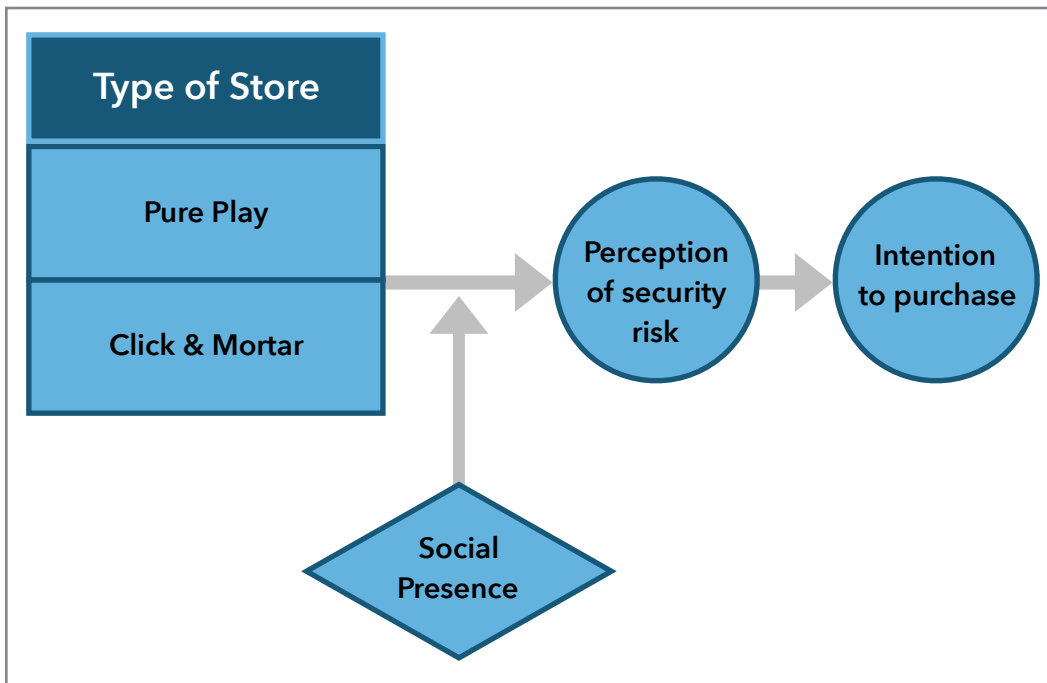 Type of Store
Pure Play
Click & Mortar
Perception
of security
risk
Intention
to purchase
Social
Presence